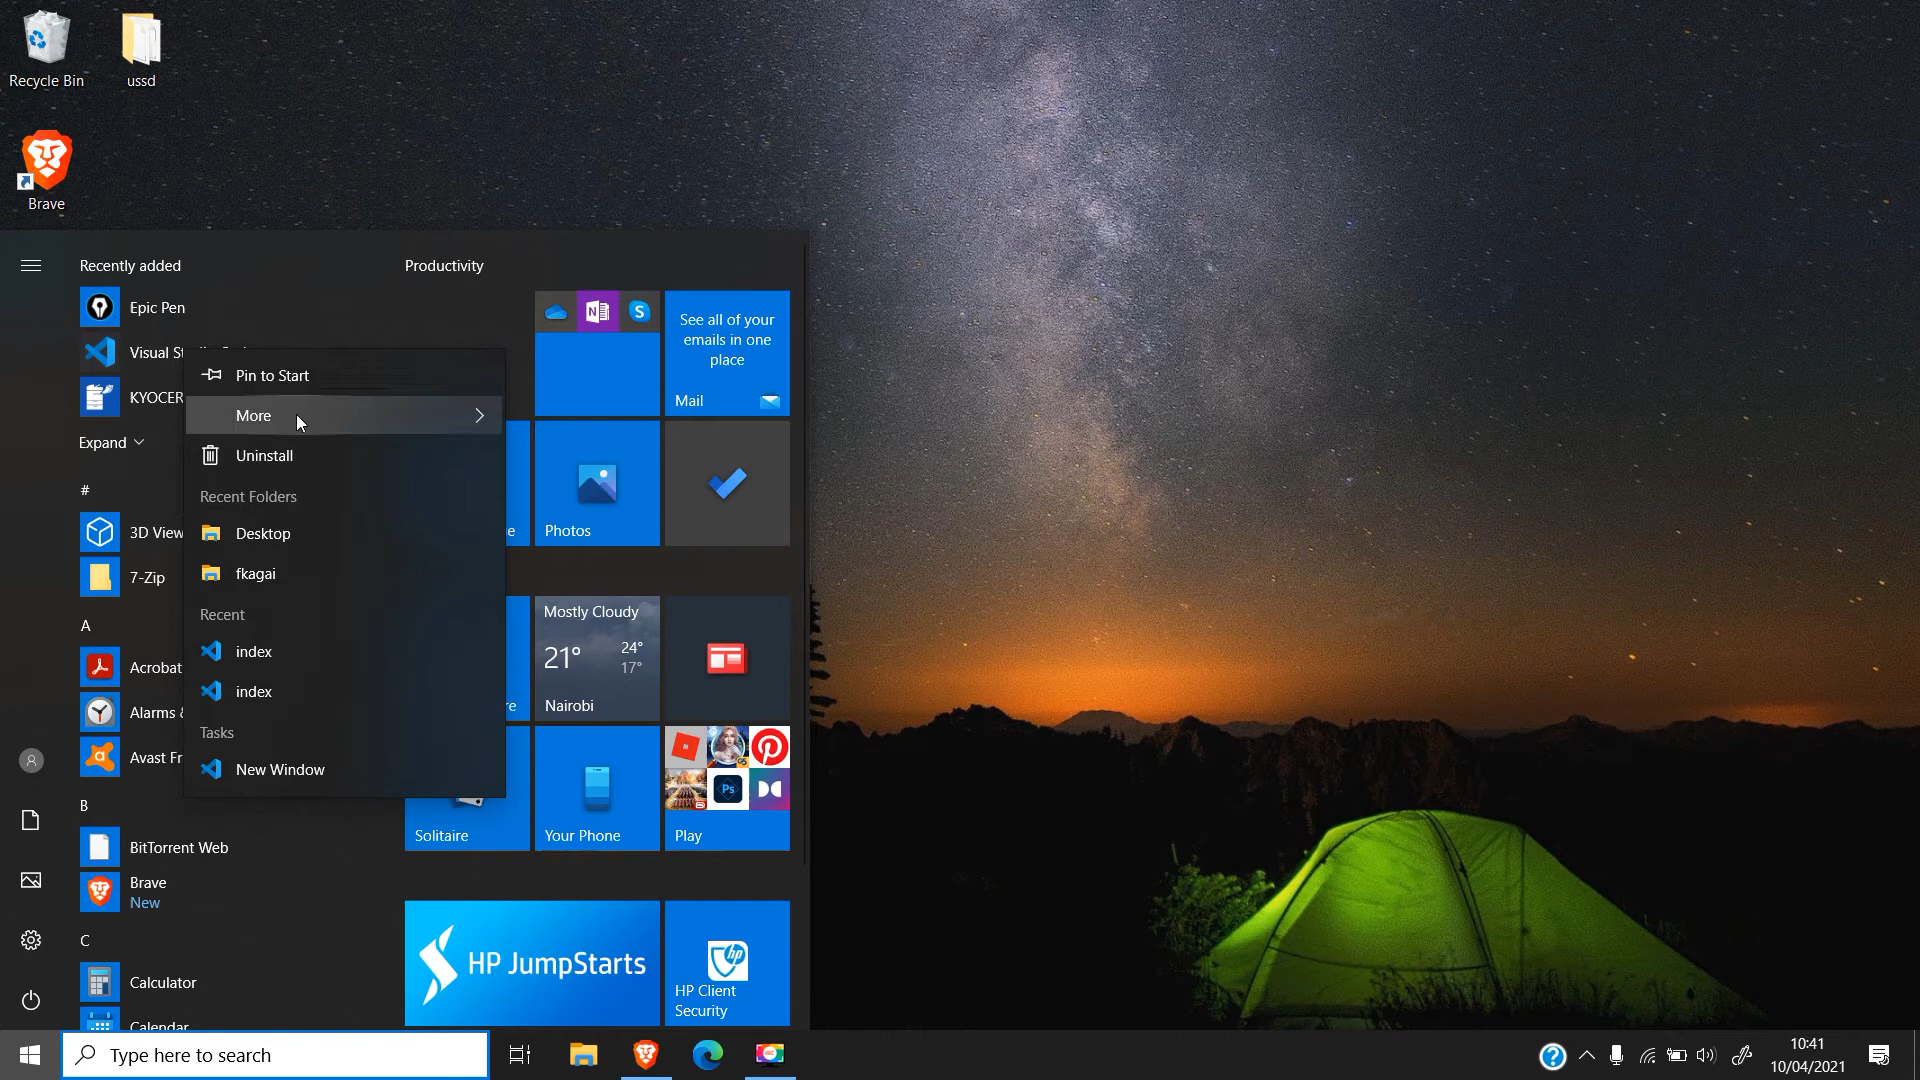 Recycle Bin
ussd
Brave
Recently added
Epic Pen
Visual St
KYOCER
Expand
#
3D View
7-Zip
A
Acrobat
Alarms &
Avast Fr
B
BitTorrent Web
Brave
New
C
Calculator
Calendar
Pin to Start
More
Uninstall
Recent Folders
Desktop
fkagai
Recent
index
index
Tasks
New Window
Productivity
See all of your
emails in one
place
Mail
e
Photos
re
Mostly Cloudy
21°
24°
17°
Nairobi
Solitaire
Your Phone
Play
HP JumpStarts
HP Client
Security
Type here to search
10:41
10/04/2021